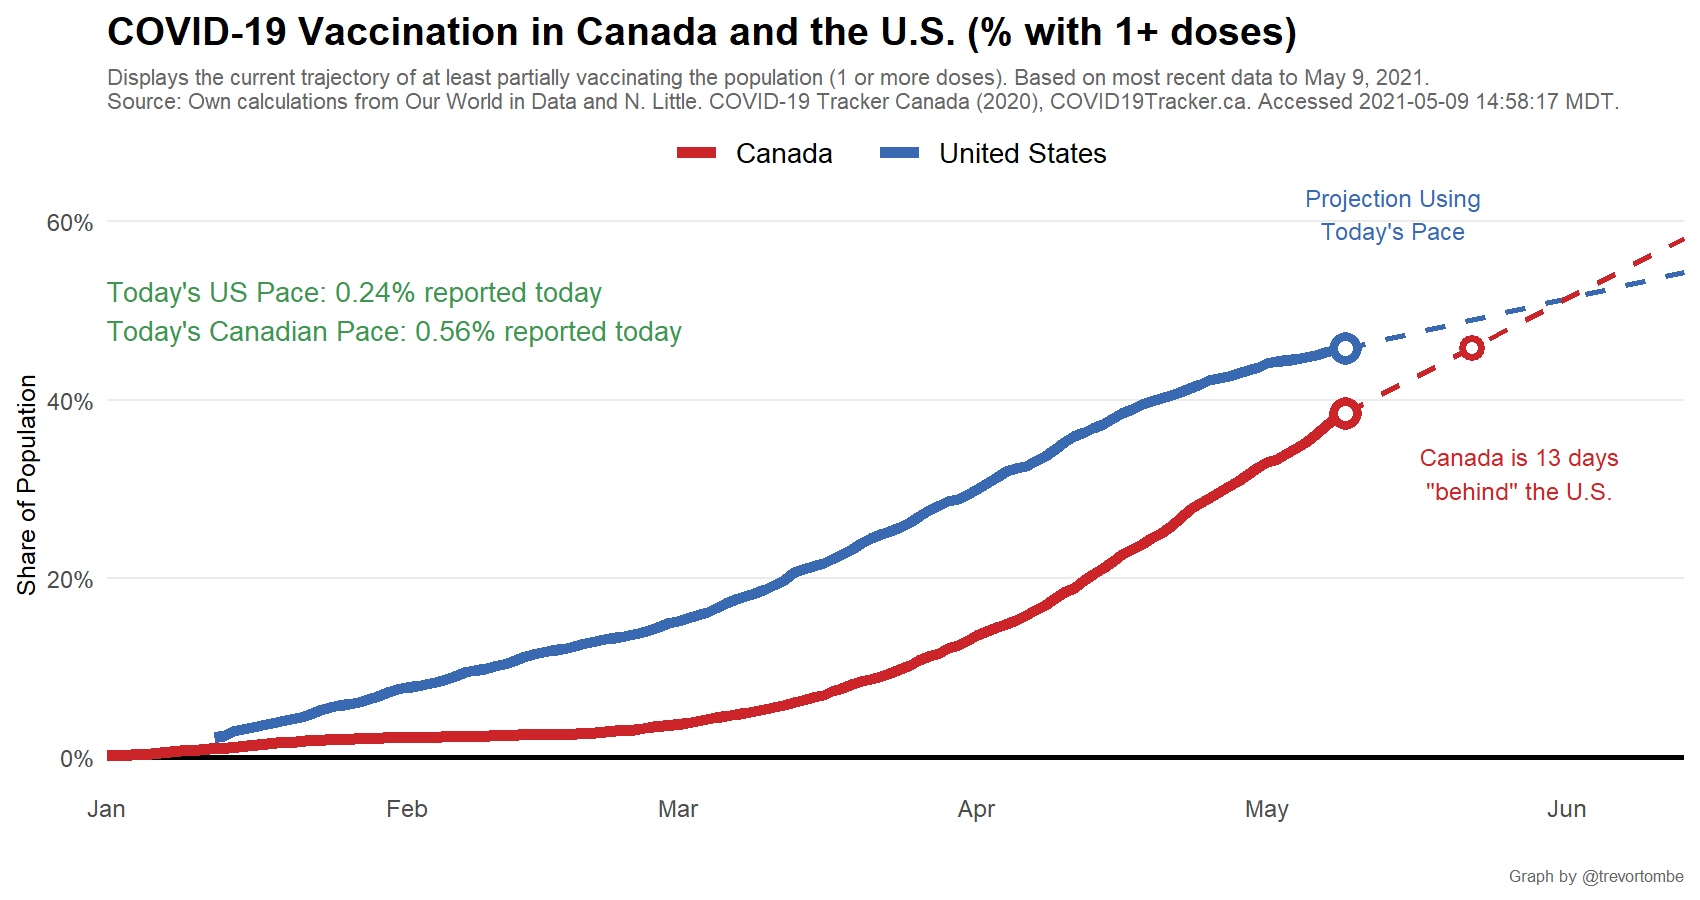 COVID-19 Vaccination in Canada and the U.S. (% with 1+ doses)
Displays the current trajectory of at least partially vaccinating the population (1 or more doses). Based on most recent data to May 9, 2021.
Source: Own calculations from Our World in Data and N. Little. COVID-19 Tracker Canada (2020), COVID19Tracker.ca. Accessed 2021-05-09 14:58:17 MDT.
Canada
United States
Projection Using
Today's Pace
60%
Today's US Pace: 0.24% reported today
Today's Canadian Pace: 0.56% reported today
40%
Canada is 13 days
"behind" the U.S.
Share of Population
20%
0%
Jan
Feb
Mar
Apr
May
Jun
Graph by @trevortombe